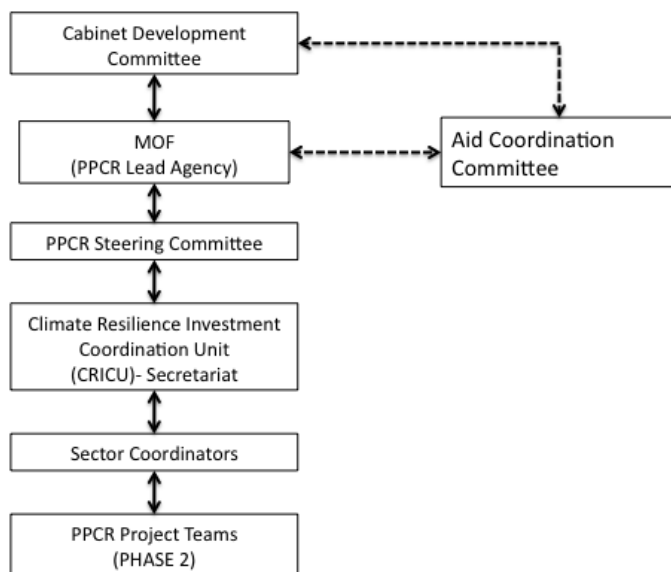 Cabinet Development
Committee
MOF
(PPCR Lead Agency)
Aid Coordination
Committee
PPCR Steering Committee
Climate Resilience Investment
Coordination Unit
(CRICU)- Secretariat
Sector Coordinators
PPCR Project Teams
(PHASE 2)